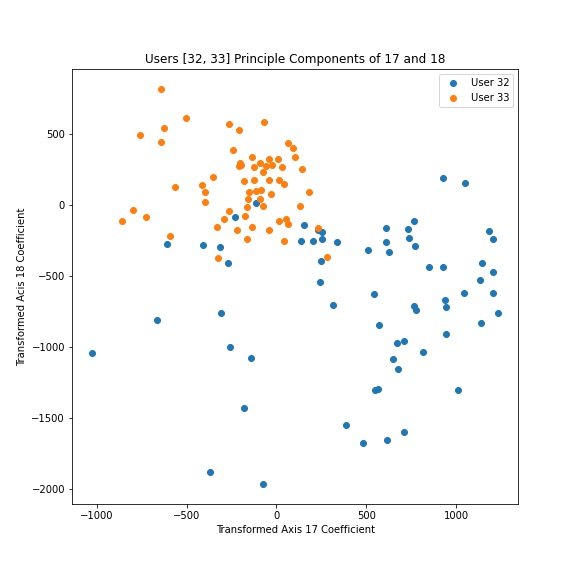 Users [32, 33] Principle Components of 17 and 18
User 32
User 33
Transformed Acis 18 Coefficient
500
0
−500
−1000
−1500
−2000
−1000
−500
0
500
1000
Transformed Axis 17 Coefficient